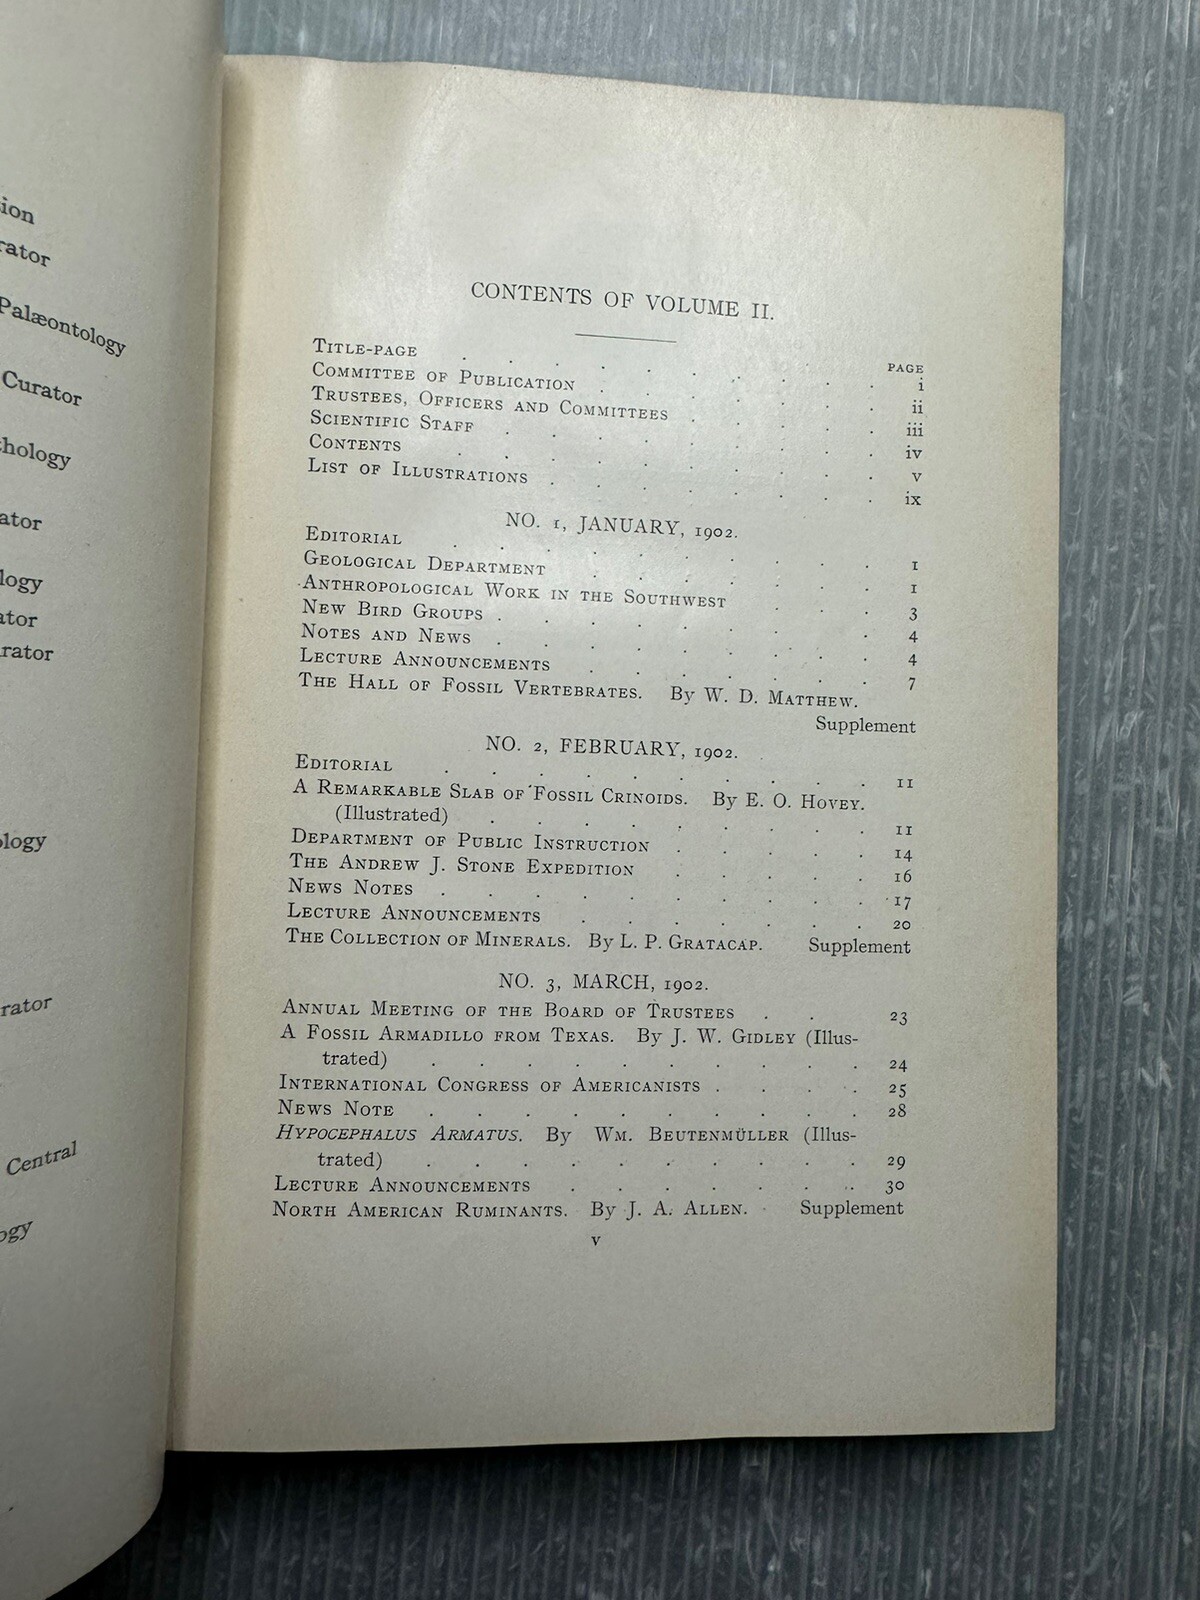 ion
rator
Palæontology
Curator
hology
ator
logy
ator
rator
ology
rator
Central
ogy
CONTENTS OF VOLUME II.
PAGE
TITLE-PAGE . . . . . . . . . i
COMMITTEE OF PUBLICATION . . . . . . ii
TRUSTEES, OFFICERS AND COMMITTEES . . . . . iii
SCIENTIFIC STAFF . . . . . . . . iv
CONTENTS . . . . . . . . . v
LIST OF ILLUSTRATIONS . . . . . . . ix
NO. 1, JANUARY, 1902.
EDITORIAL . . . . . . . . . 1
GEOLOGICAL DEPARTMENT . . . . . . 1
ANTHROPOLOGICAL WORK IN THE SOUTHWEST . . . 3
NEW BIRD GROUPS . . . . . . . . 4
NOTES AND NEWS . . . . . . . . 4
LECTURE ANNOUNCEMENTS . . . . . . 7
THE HALL OF FOSSIL VERTEBRATES. By W. D. MATTHEW.
Supplement
NO. 2, FEBRUARY, 1902.
EDITORIAL . . . . . . . . . 11
A REMARKABLE SLAB OF FOSSIL CRINOIDS. By E. O. HOVEY.
(Illustrated) . . . . . . . . 11
DEPARTMENT OF PUBLIC INSTRUCTION . . . . . 14
THE ANDREW J. STONE EXPEDITION . . . . . 16
NEWS NOTES . . . . . . . . . 17
LECTURE ANNOUNCEMENTS . . . . . . . 20
THE COLLECTION OF MINERALS. By L. P. GRATACAP. Supplement
NO. 3, MARCH, 1902.
ANNUAL MEETING OF THE BOARD OF TRUSTEES . . 23
A FOSSIL ARMADILLO FROM TEXAS. By J. W. GIDLEY (Illus-
trated) . . . . . . . . . 24
INTERNATIONAL CONGRESS OF AMERICANISTS . . . . 25
NEWS NOTE . . . . . . . . . . 28
HYPOCEPHALUS ARMATUS. By WM. BEUTENMÜLLER (Illus-
trated) . . . . . . . . . 29
LECTURE ANNOUNCEMENTS . . . . . . . 30
NORTH AMERICAN RUMINANTS. By J. A. ALLEN. Supplement
v